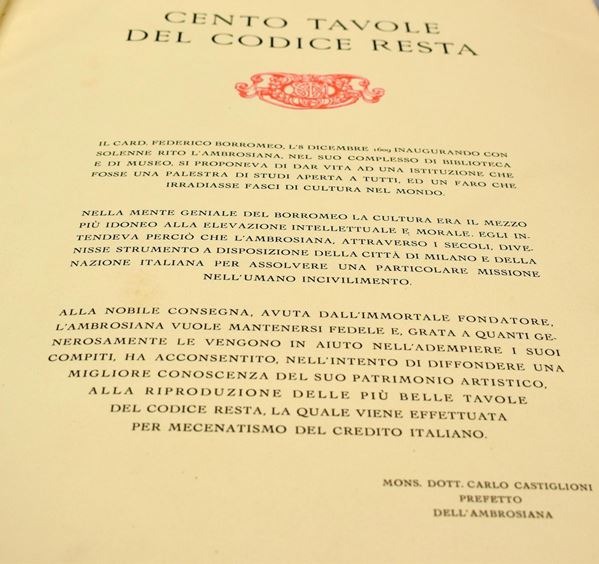 CENTO TAVOLE
DEL CODICE RESTA
IL CARD. FEDERICO BORROMEO, L'8 DICEMBRE 1609 INAUGURANDO CON
SOLENNE RITO L'AMBROSIANA, NEL SUO COMPLESSO DI BIBLIOTECA
E DI MUSEO, SI PROPONEVA DI DAR VITA AD UNA ISTITUZIONE CHE
FOSSE UNA PALESTRA DI STUDI APERTA A TUTTI, ED UN FARO CHE
IRRADIASSE FASCI DI CULTURA NEL MONDO.
NELLA MENTE GENIALE DEL BORROMEO LA CULTURA ERA IL MEZZO
PIÙ IDONEO ALLA ELEVAZIONE INTELLETTUALE E MORALE. EGLI IN-
TENDEVA PERCIÒ CHE L'AMBROSIANA, ATTRAVERSO I SECOLI, DIVE-
NISSE STRUMENTO A DISPOSIZIONE DELLA CITTÀ DI MILANO E DELLA
NAZIONE ITALIANA PER ASSOLVERE UNA PARTICOLARE MISSIONE
NELL'UMANO INCIVILIMENTO.
ALLA NOBILE CONSEGNA, AVUTA DALL'IMMORTALE FONDATORE,
L'AMBROSIANA VUOLE MANTENERSI FEDELE E, GRATA A QUANTI GE-
NEROSAMENTE LE VENGONO IN AIUTO NELL'ADEMPIERE I SUOI
COMPITI, HA ACCONSENTITO, NELL'INTENTO DI DIFFONDERE UNA
MIGLIORE CONOSCENZA DEL SUO PATRIMONIO ARTISTICO,
ALLA RIPRODUZIONE DELLE PIÙ BELLE TAVOLE
DEL CODICE RESTA, LA QUALE VIENE EFFETTUATA
PER MECENATISMO DEL CREDITO ITALIANO.
MONS. DOTT. CARLO CASTIGLIONI
PREFETTO
DELL'AMBROSIANA